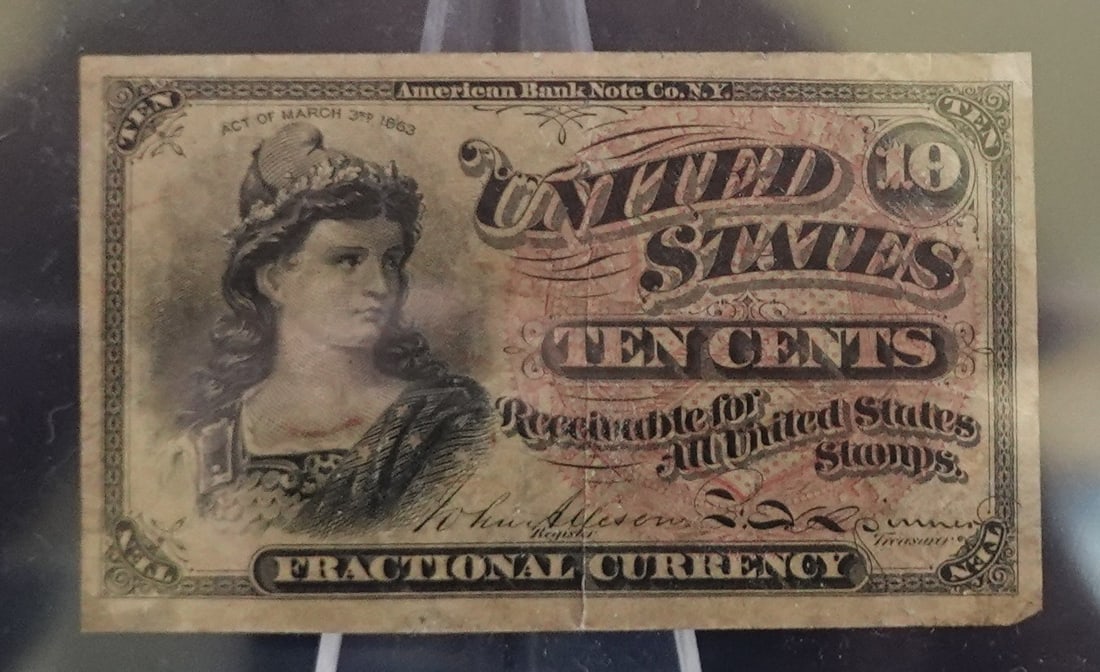 American Bank Note Co. N.Y.
TEN
TEN
ACT OF MARCH 3RD 1863
10
UNITED
STATES
TEN CENTS
Receivable for
All United States
Stamps.
John Allison
Register
Treasurer
TEN
TEN
FRACTIONAL CURRENCY